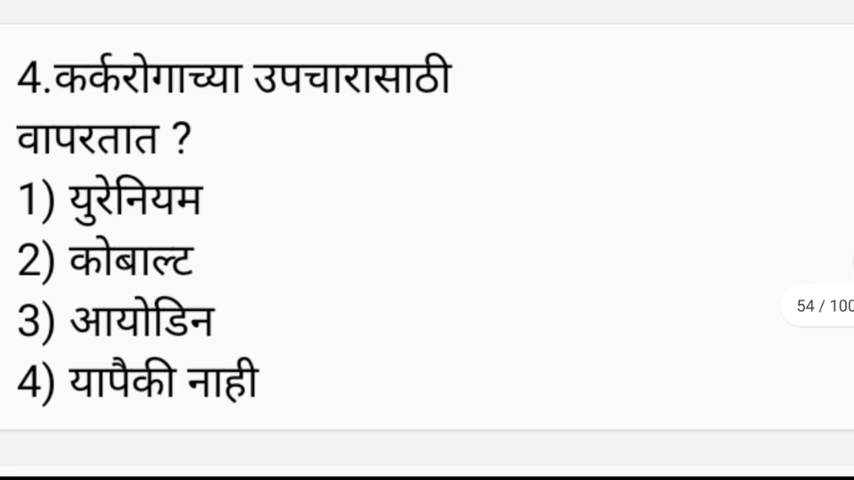 4.कर्करोगाच्या उपचारासाठी
वापरतात ?
1) युरेनियम
2) कोबाल्ट
3) आयोडिन
4) यापैकी नाही
54 / 100